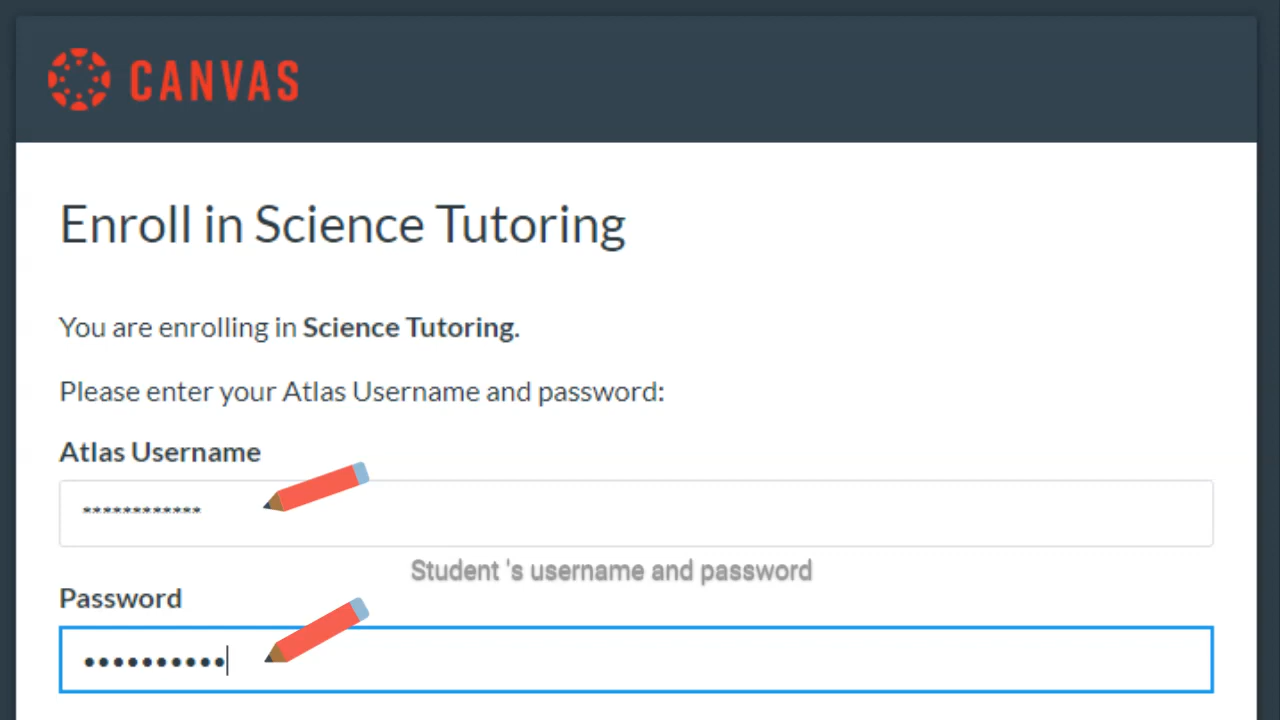 CANVAS
Enroll in Science Tutoring
You are enrolling in Science Tutoring.
Please enter your Atlas Username and password:
Atlas Username
************
Student 's username and password
Password
••••••••••